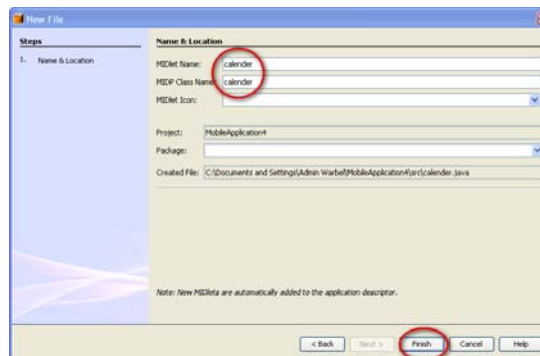 New File
Steps
1. Name & Location
Name & Location
MIDlet Name: calender
MIDP Class Name: calender
MIDlet Icon:
Project: MobileApplication4
Package:
Created File: C:\Documents and Settings\Admin Warbel\MobileApplication4\src\calender.java
Note: New MIDlets are automatically added to the application descriptor.
< Back Next > Finish Cancel Help